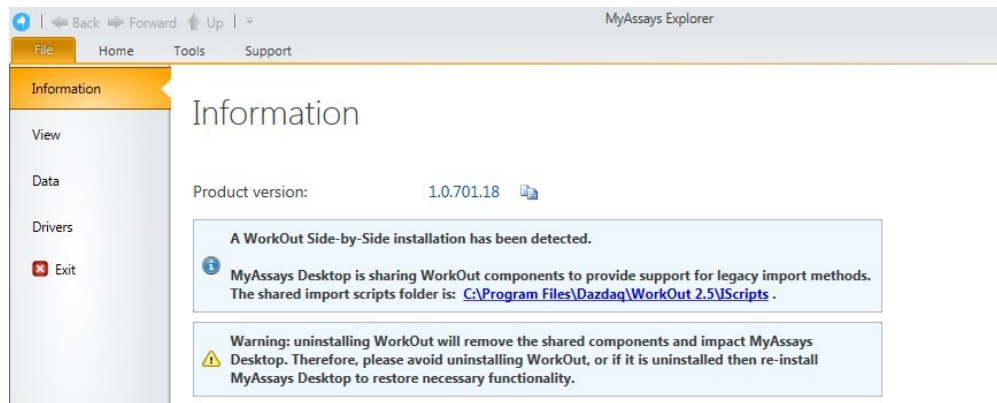 Back Forward Up MyAssays Explorer
File Home Tools Support
Information
Information
View
Data
Product version: 1.0.701.18
Drivers
A WorkOut Side-by-Side installation has been detected.
Exit
MyAssays Desktop is sharing WorkOut components to provide support for legacy import methods.
The shared import scripts folder is: C:\Program Files\Dazdaq\WorkOut 2.5\IScripts .
Warning: uninstalling WorkOut will remove the shared components and impact MyAssays
Desktop. Therefore, please avoid uninstalling WorkOut, or if it is uninstalled then re-install
MyAssays Desktop to restore necessary functionality.